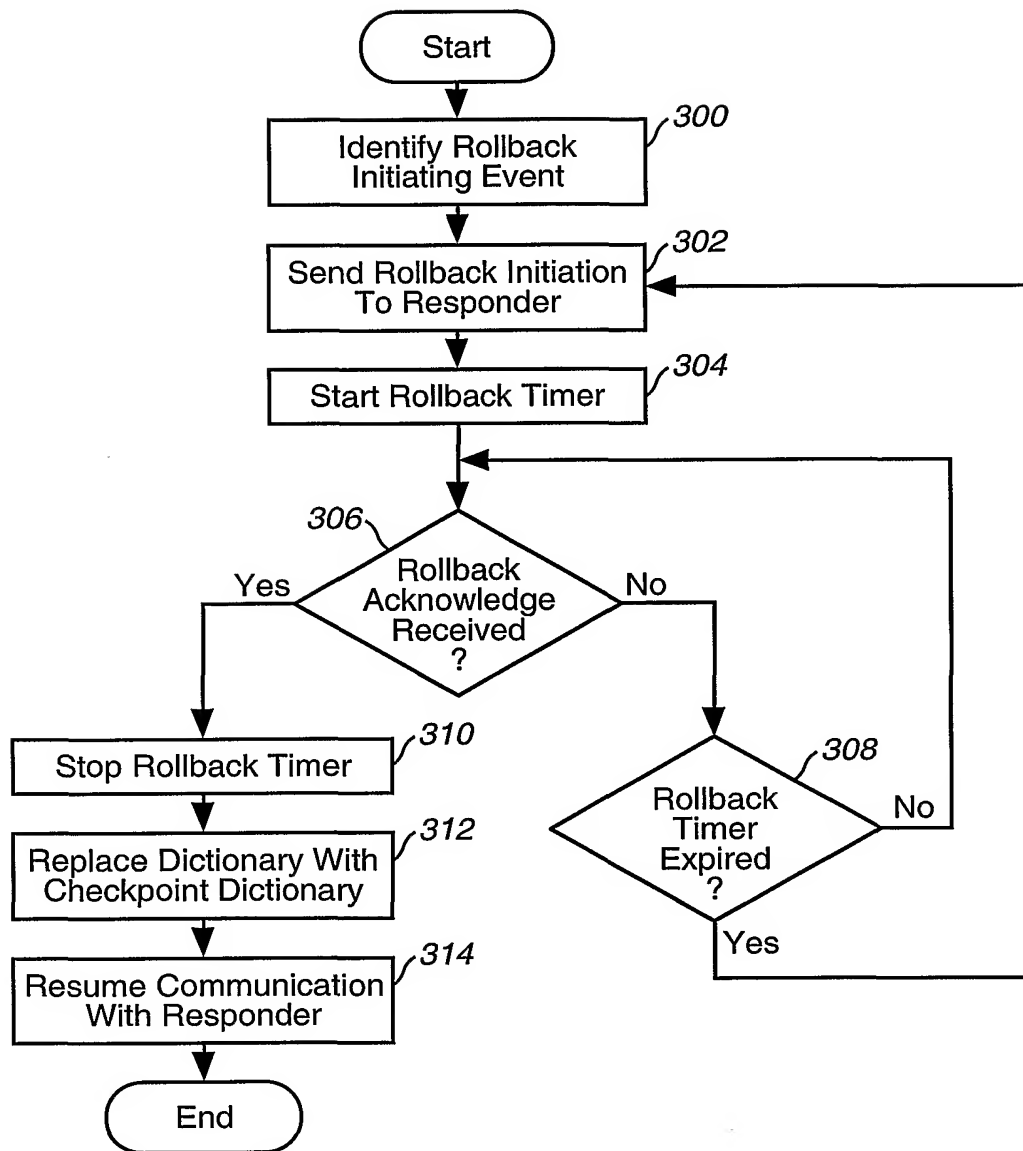 Start
300
Identify Rollback
Initiating Event
302
Send Rollback Initiation
To Responder
304
Start Rollback Timer
306
Rollback
Acknowledge
Received
?
Yes
No
310
Stop Rollback Timer
308
Rollback
Timer
Expired
?
No
Yes
312
Replace Dictionary With
Checkpoint Dictionary
314
Resume Communication
With Responder
End